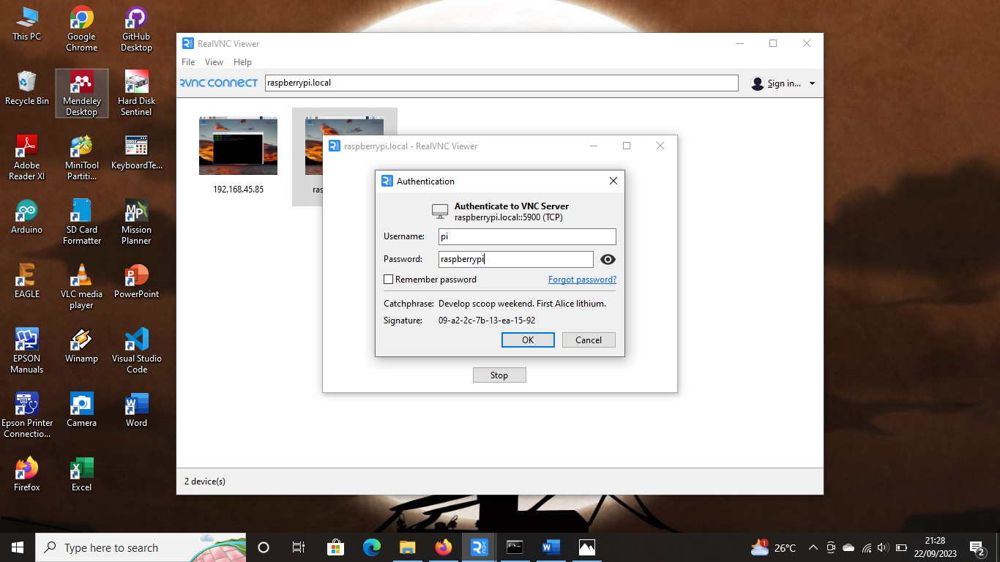 This PC
Google
Chrome
GitHub
Desktop
Recycle Bin
Mendeley
Desktop
Hard Disk
Sentinel
Adobe
Reader XI
MiniTool
Partiti...
KeyboardTe...
Arduino
SD Card
Formatter
Mission
Planner
EAGLE
VLC media
player
PowerPoint
EPSON
Manuals
Winamp
Visual Studio
Code
Epson Printer
Connectio...
Camera
Word
Firefox
Excel
RealVNC Viewer
File View Help
RVNC CONNECT
raspberrypi.local
Sign in...
192.168.45.85
ras
raspberrypi.local - RealVNC Viewer
Authentication
Authenticate to VNC Server
raspberrypi.local::5900 (TCP)
Username: pi
Password: raspberrypi
Remember password
Forgot password?
Catchphrase: Develop scoop weekend. First Alice lithium.
Signature: 09-a2-2c-7b-13-ea-15-92
OK
Cancel
Stop
2 device(s)
Type here to search
1
26°C
21:28
22/09/2023
2